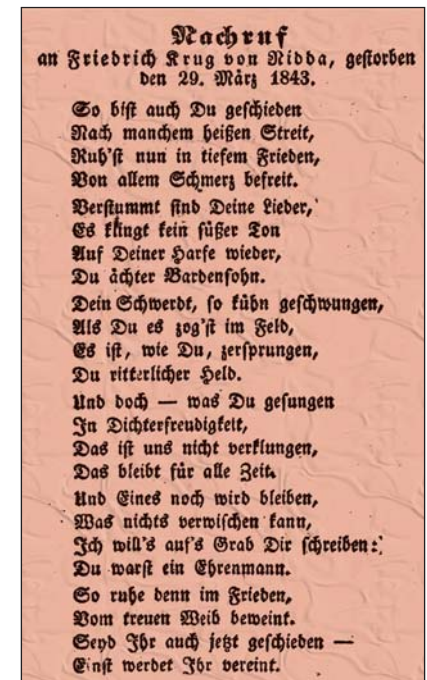 Nachruf
an Friedrich Krug von Nidda, gestorben
den 29. März 1843.
So bist auch Du geschieden
Nach manchem heißen Streit,
Ruh'st nun in tiefem Frieden,
Von allem Schmerz befreit.
Verstummt sind Deine Lieder,
Es klingt kein süßer Ton
Auf Deiner Harfe wieder,
Du ächter Bardensohn.
Dein Schwerdt, so kühn geschwungen,
Als Du es zog'st im Feld,
Es ist, wie Du, zersprungen,
Du ritterlicher Held.
Und doch — was Du gesungen
In Dichterfreudigkeit,
Das ist uns nicht verklungen,
Das bleibt für alle Zeit.
Und Eines noch wird bleiben,
Was nichts verwischen kann,
Ich will's auf's Grab Dir schreiben:
Du warst ein Ehrenmann.
So ruhe denn im Frieden,
Vom treuen Weib beweint.
Seyd Ihr auch jetzt geschieden —
Einst werdet Ihr vereint.